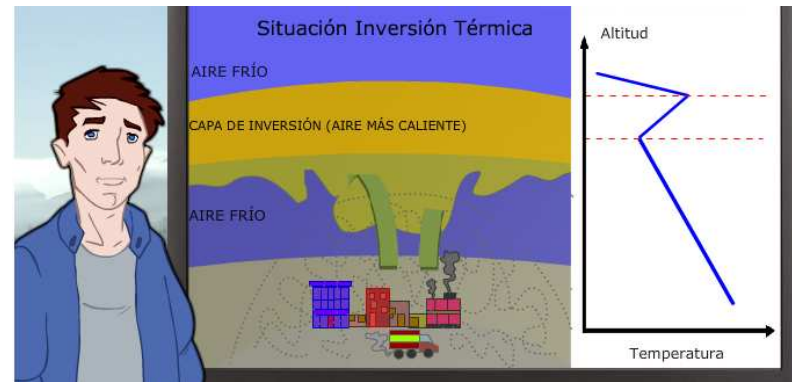 Situación Inversión Térmica
AIRE FRÍO
CAPA DE INVERSIÓN (AIRE MÁS CALIENTE)
AIRE FRÍO
Altitud
Temperatura